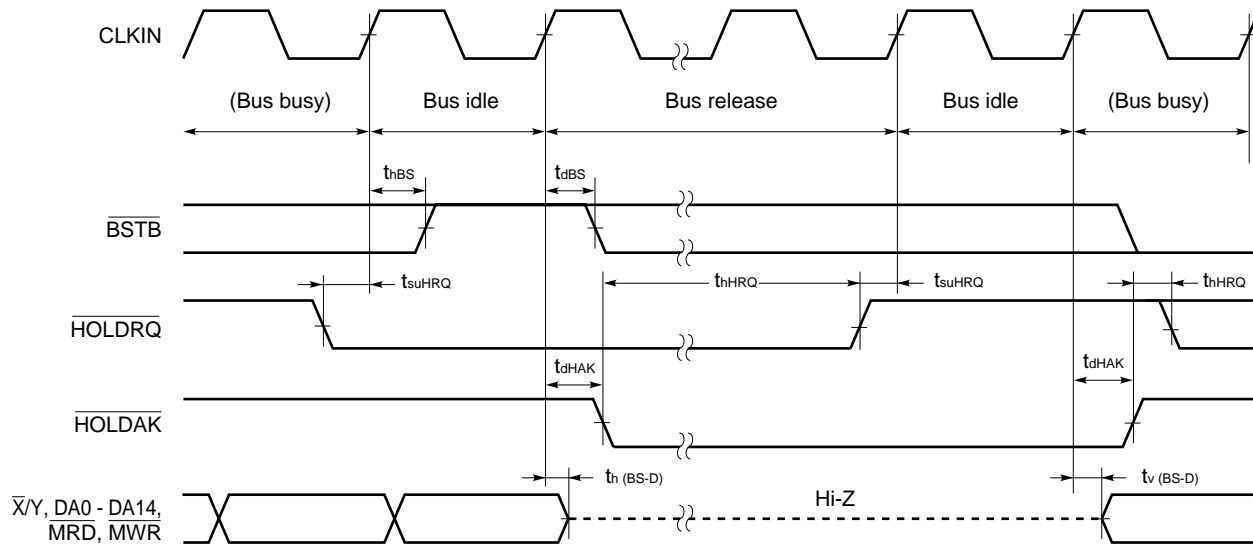 CLKIN
(Bus busy) Bus idle Bus release Bus idle (Bus busy)
thBS tdBS
BSTB
tsuHRQ thHRQ tsuHRQ thHRQ
HOLDRQ
tdHAK tdHAK
HOLDAK
th (BS-D) tv (BS-D)
X̅/Y, DA0 - DA14,
MRD, MWR
Hi-Z